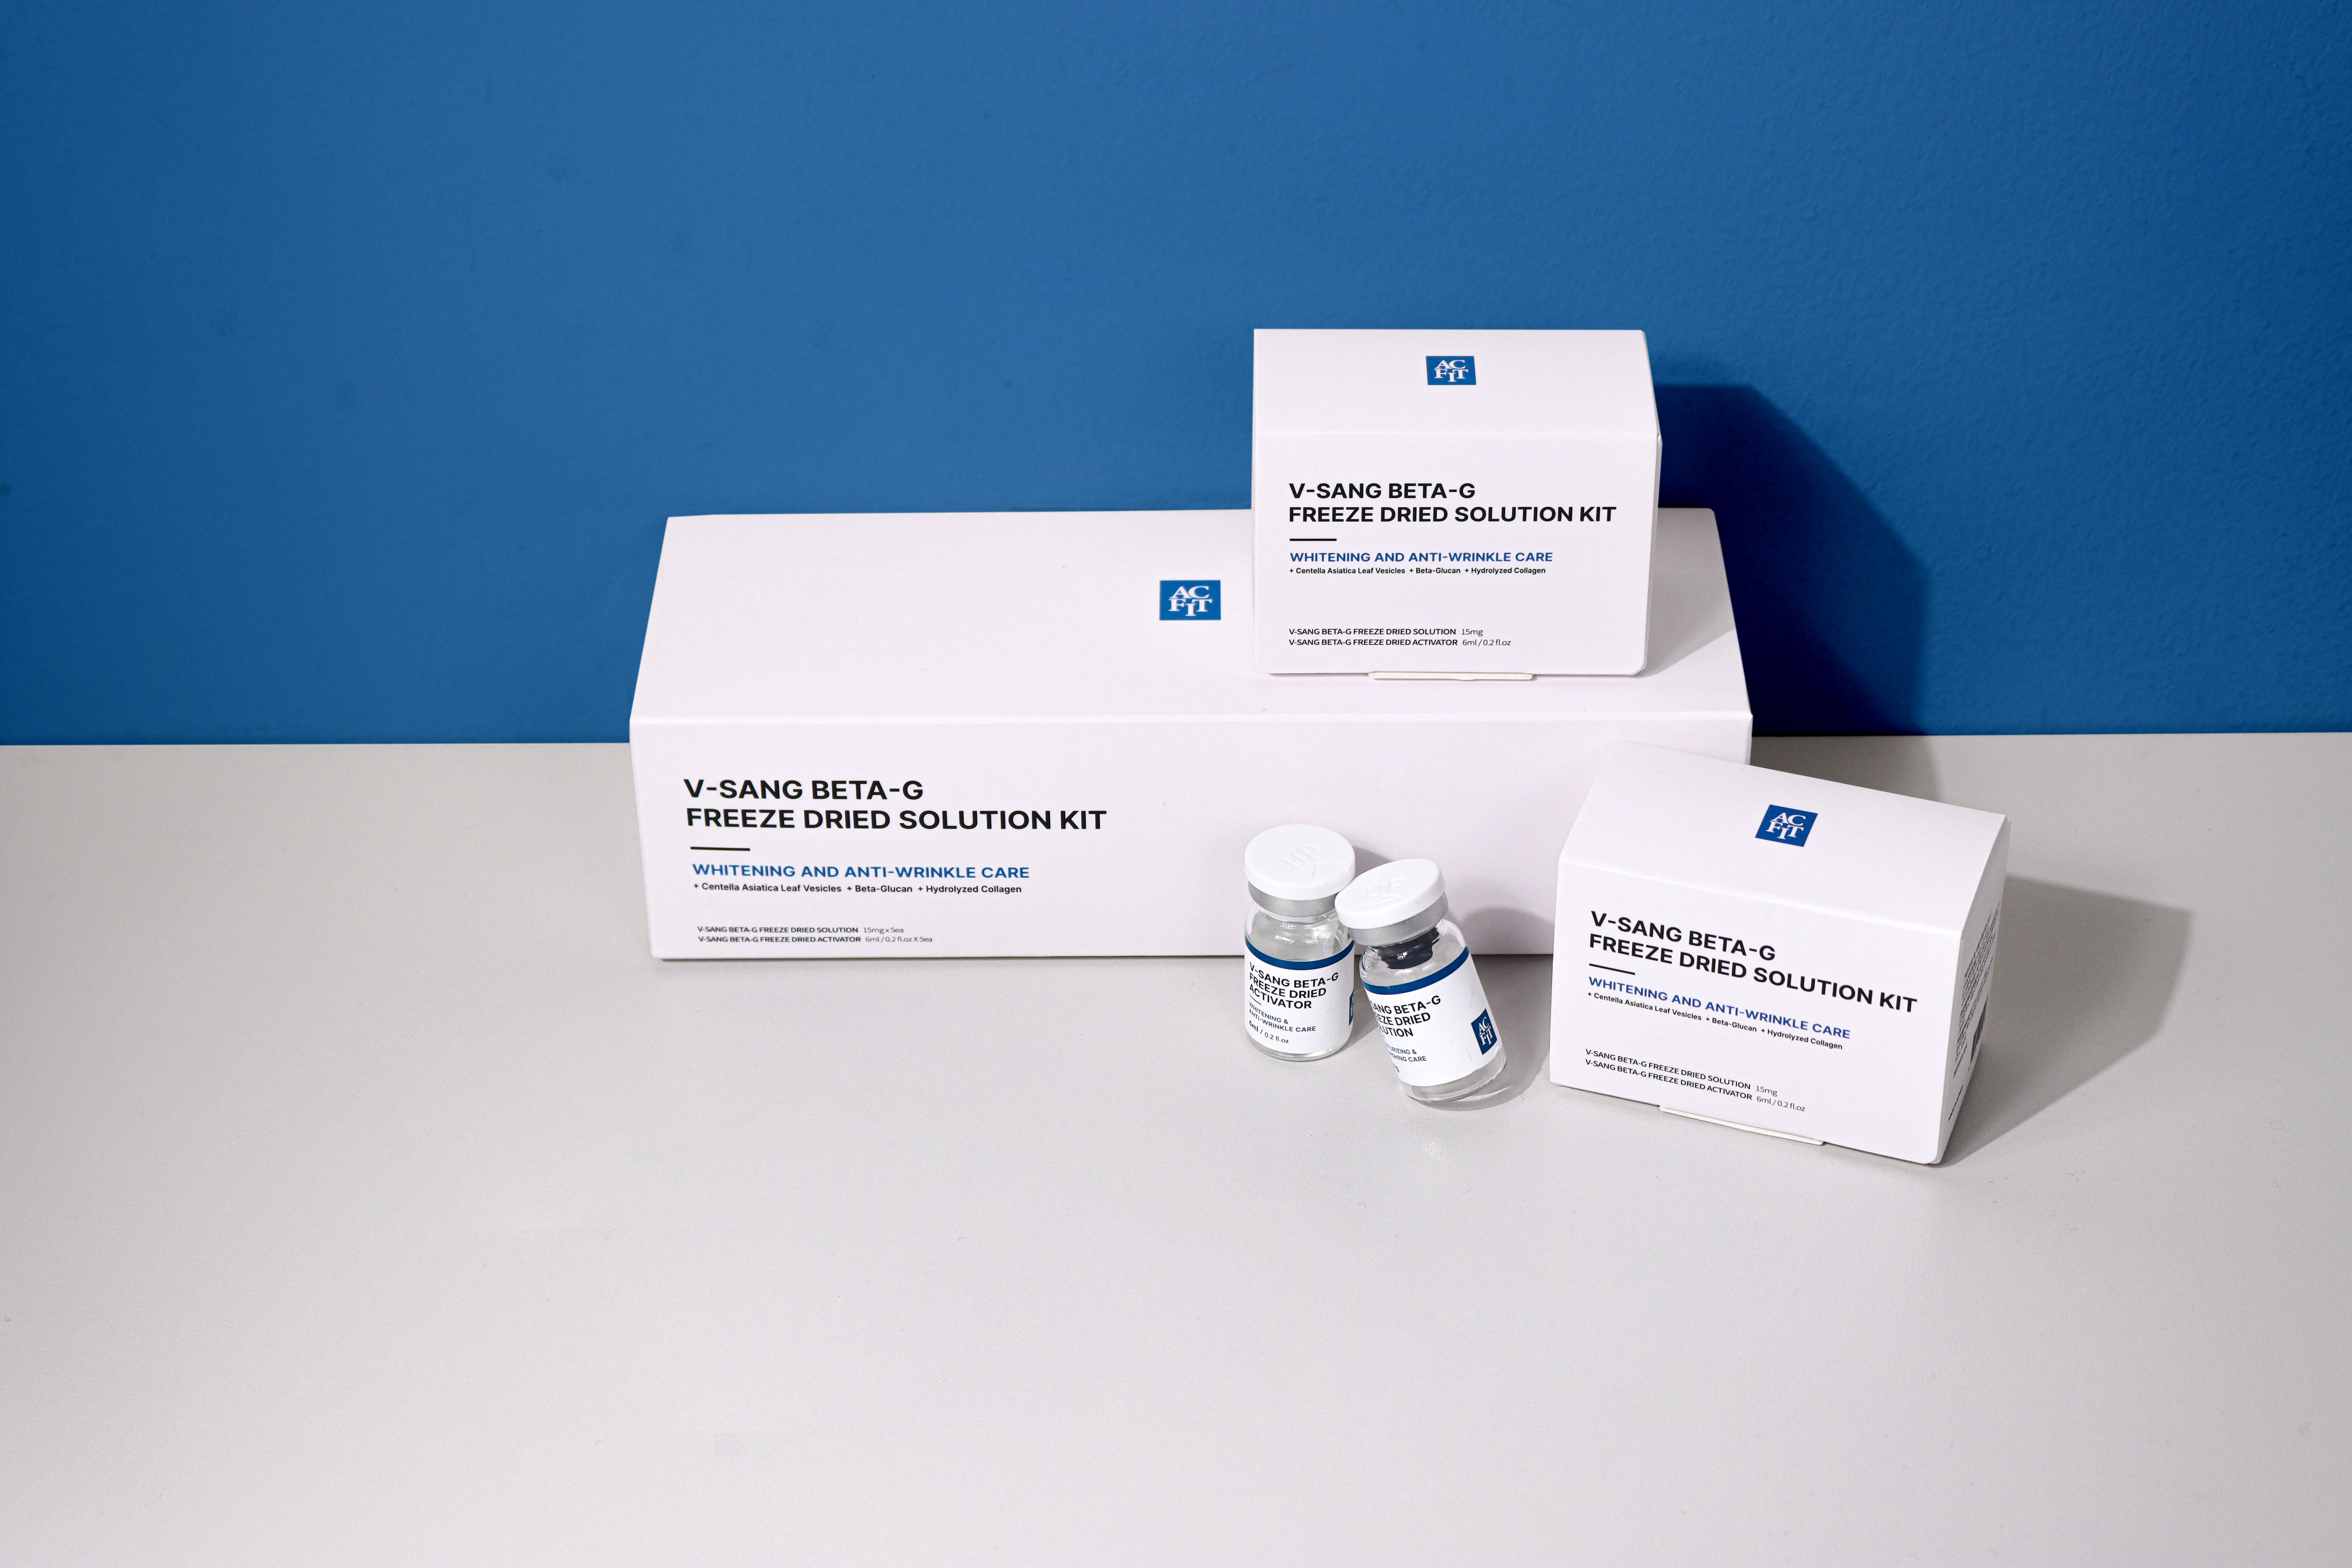 AC
FIT
V-SANG BETA-G
FREEZE DRIED SOLUTION KIT
WHITENING AND ANTI-WRINKLE CARE
+ Centella Asiatica Leaf Vesicles + Beta-Glucan + Hydrolyzed Collagen
V-SANG BETA-G FREEZE DRIED SOLUTION 15mg
V-SANG BETA-G FREEZE DRIED ACTIVATOR 6ml / 0.2 fl.oz
AC
FIT
V-SANG BETA-G
FREEZE DRIED SOLUTION KIT
WHITENING AND ANTI-WRINKLE CARE
+ Centella Asiatica Leaf Vesicles + Beta-Glucan + Hydrolyzed Collagen
V-SANG BETA-G FREEZE DRIED SOLUTION 15mg x 5ea
V-SANG BETA-G FREEZE DRIED ACTIVATOR 6ml / 0.2 fl.oz X 5ea
V-SANG BETA-G
FREEZE DRIED
ACTIVATOR
WHITENING &
ANTI-WRINKLE CARE
6ml / 0.2 fl.oz
BETA-G
DRIED
AC
FIT
&
CARE
AC
FIT
V-SANG BETA-G
FREEZE DRIED SOLUTION KIT
WHITENING AND ANTI-WRINKLE CARE
+ Centella Asiatica Leaf Vesicles + Beta-Glucan + Hydrolyzed Collagen
V-SANG BETA-G FREEZE DRIED SOLUTION 15mg
V-SANG BETA-G FREEZE DRIED ACTIVATOR 6ml / 0.2 fl.oz